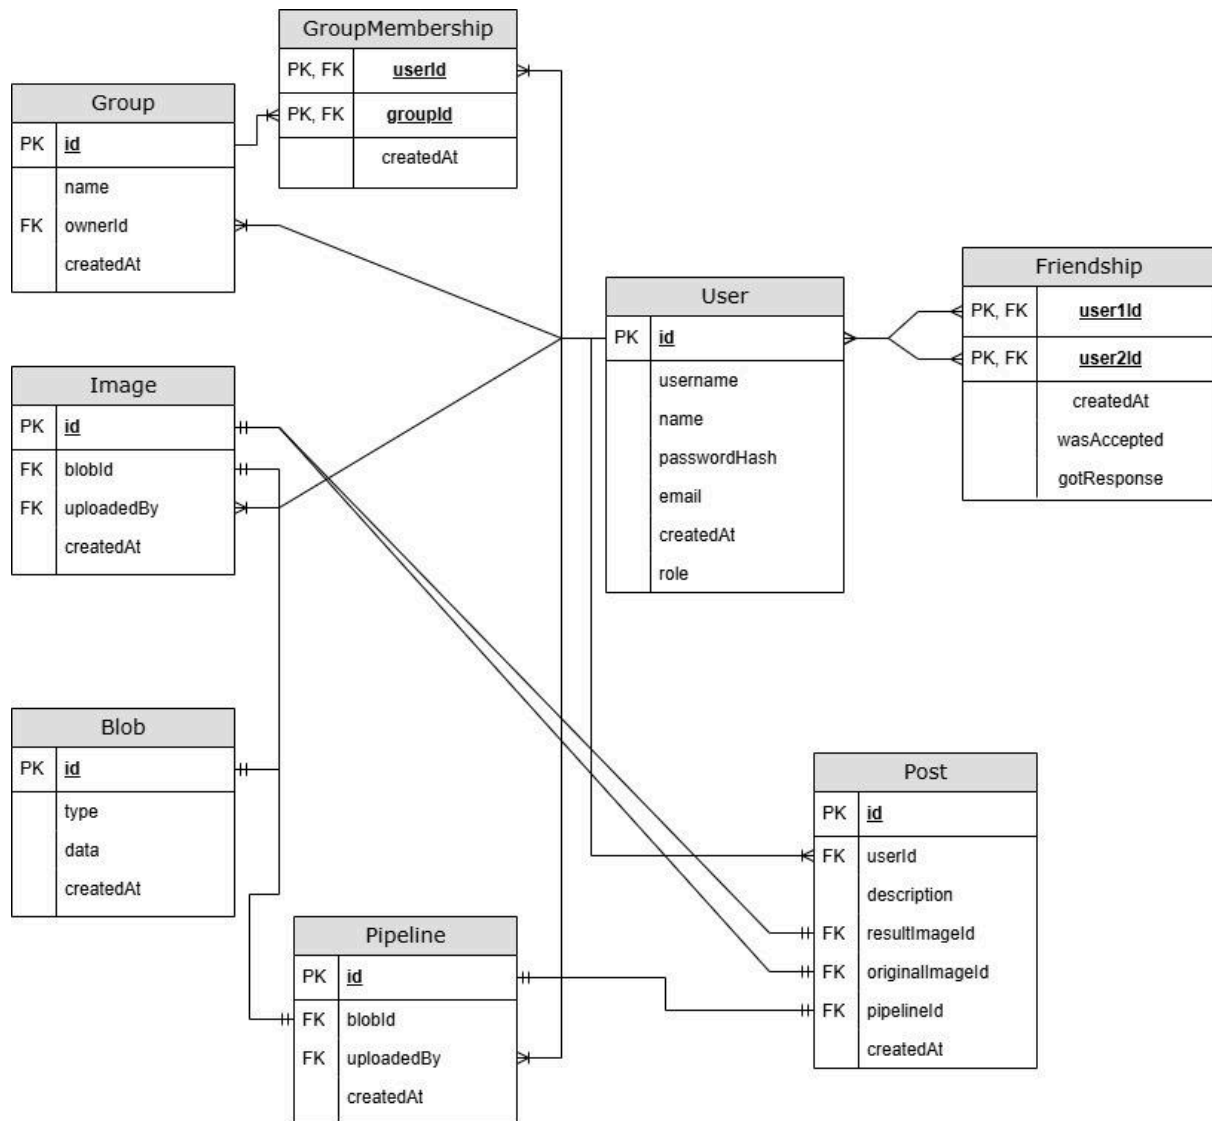 GroupMembership
PK, FK userId
PK, FK groupId
createdAt
Group
PK id
name
FK ownerId
createdAt
User
PK id
username
name
passwordHash
email
createdAt
role
Friendship
PK, FK user1Id
PK, FK user2Id
createdAt
wasAccepted
gotResponse
Image
PK id
FK blobId
FK uploadedBy
createdAt
Blob
PK id
type
data
createdAt
Post
PK id
FK userId
description
FK resultImageId
FK originalImageId
FK pipelineId
createdAt
Pipeline
PK id
FK blobId
FK uploadedBy
createdAt